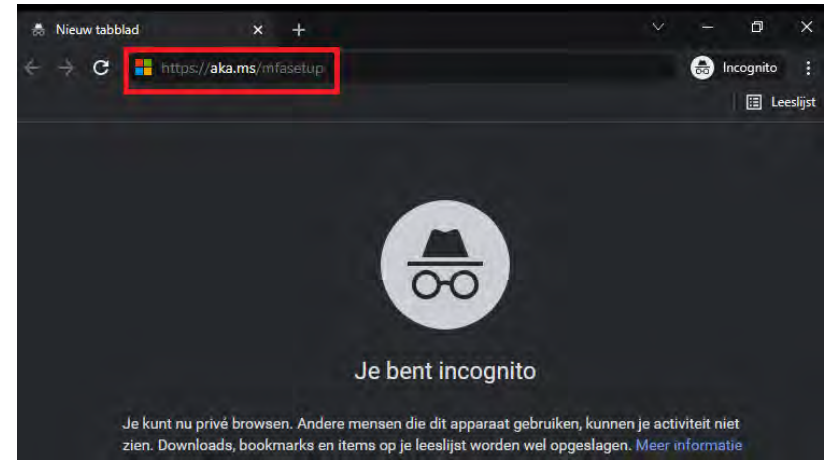 Nieuw tabblad
https://aka.ms/mfasetup
Incognito
Leeslijst
Je bent incognito
Je kunt nu privé browsen. Andere mensen die dit apparaat gebruiken, kunnen je activiteit niet
zien. Downloads, bookmarks en items op je leeslijst worden wel opgeslagen. Meer informatie